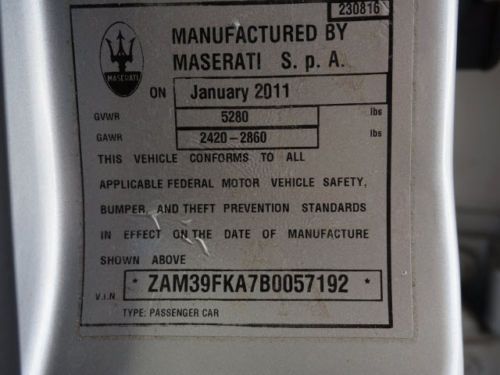 230816
MANUFACTURED BY
MASERATI S. p. A.
MASERATI
ON January 2011
GVWR 5280 lbs
GAWR 2420-2860 lbs
THIS VEHICLE CONFORMS TO ALL
APPLICABLE FEDERAL MOTOR VEHICLE SAFETY,
BUMPER, AND THEFT PREVENTION STANDARDS
IN EFFECT ON THE DATE OF MANUFACTURE
SHOWN ABOVE
V.I.N * ZAM39FKA7B0057192 *
TYPE: PASSENGER CAR